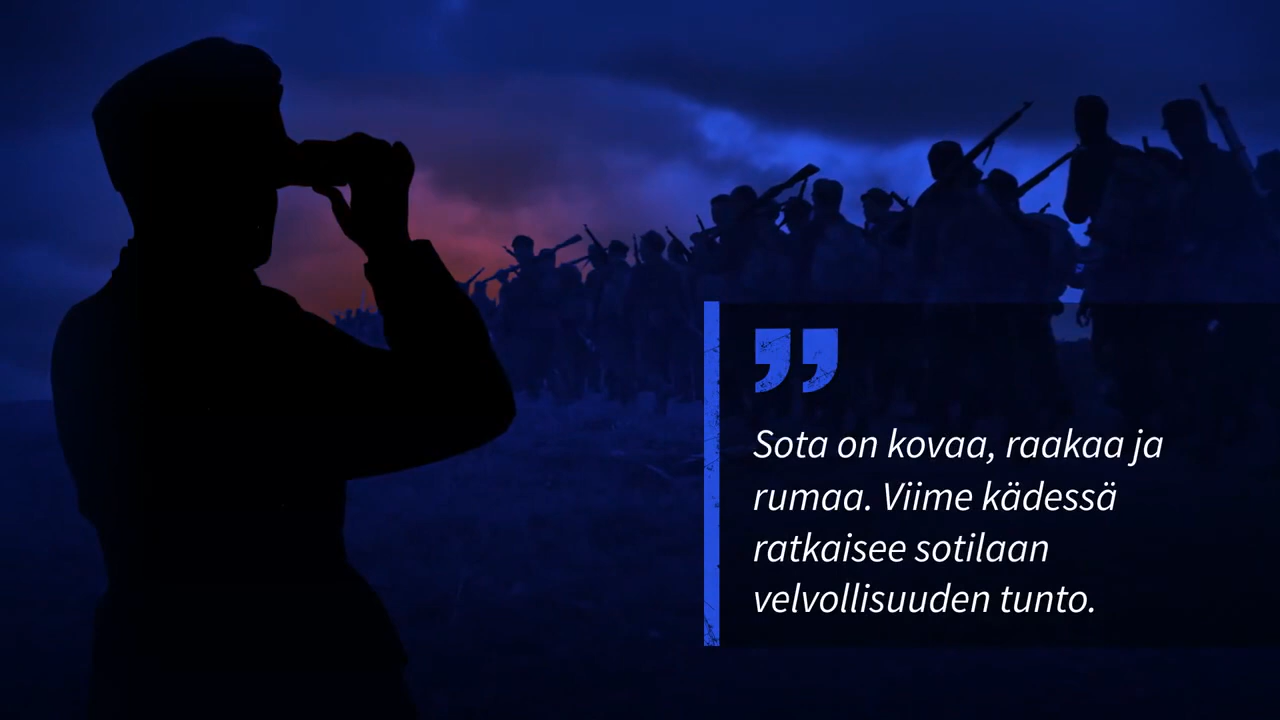 ”
Sota on kovaa, raakaa ja
rumaa. Viime kädessä
ratkaisee sotilaan
velvollisuuden tunto.